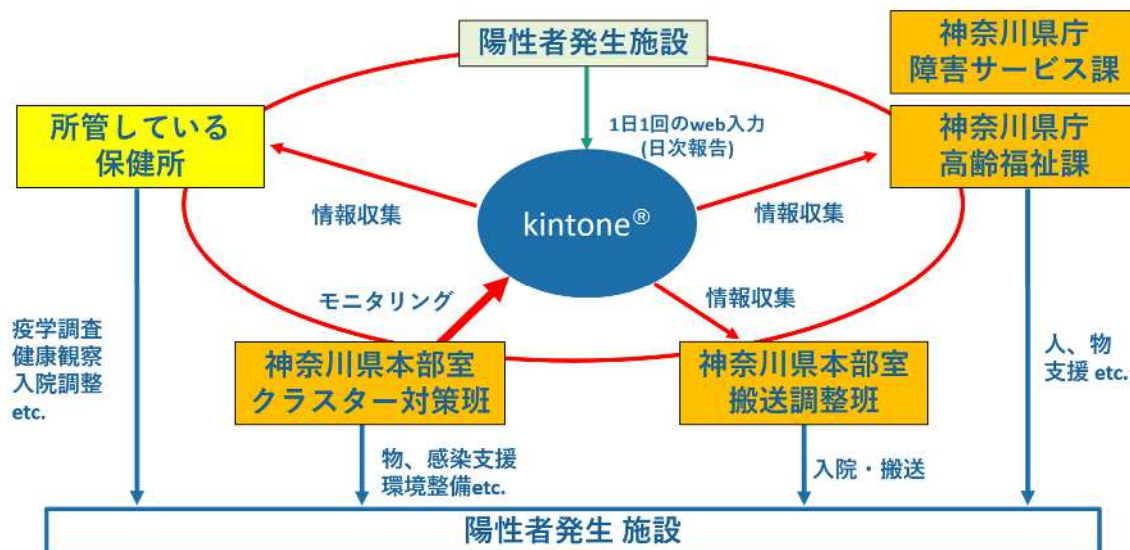 陽性者発生施設
神奈川県庁
障害サービス課
所管している
保健所
1日1回のweb入力
(日次報告)
神奈川県庁
高齢福祉課
kintone®
情報収集
情報収集
モニタリング
情報収集
疫学調査
健康観察
入院調整
etc.
神奈川県本部室
クラスター対策班
神奈川県本部室
搬送調整班
人、物
支援 etc.
物、感染支援
環境整備etc.
入院・搬送
陽性者発生 施設